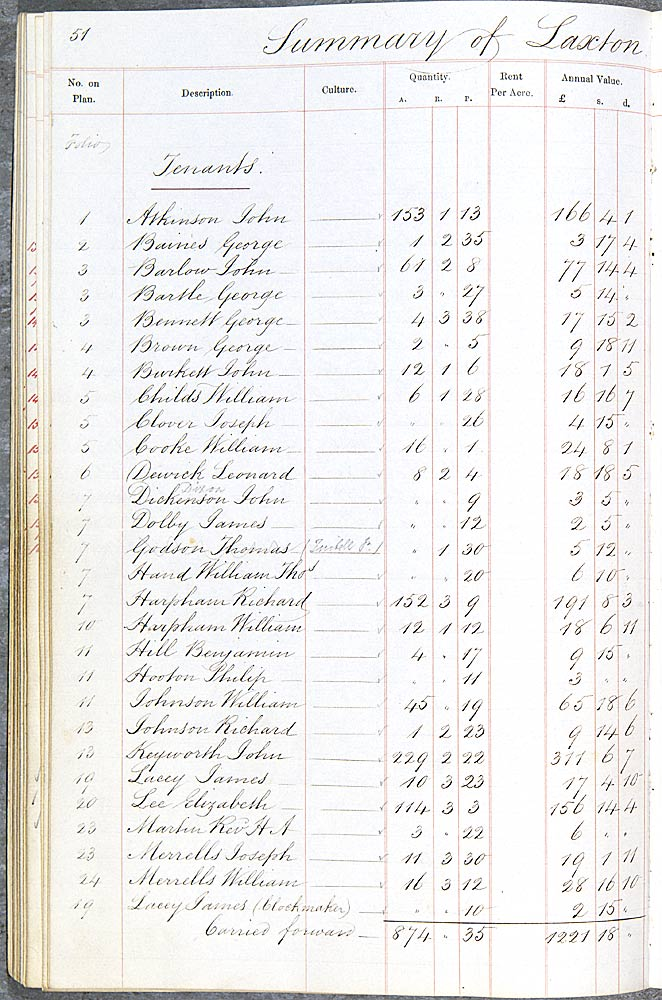 51
Summary of Laxton
No. on Plan. Description. Culture. Quantity. A. R. P. Rent Per Acre. Annual Value. £ s. d.
Folio
Tenants.
1 Atkinson John 153 1 13 166 4 1
2 Baines George 1 2 35 3 17 4
3 Barlow John 61 2 8 77 14 4
3 Bartle George 3 " 27 5 14 "
3 Bennett George 4 3 38 17 15 2
4 Brown George 2 " 5 9 18 11
4 Burkett John 12 1 6 18 1 5
5 Childs William 6 1 28 16 16 7
5 Clover Joseph " " 26 4 15 "
5 Cooke William 16 " 1 24 8 1
6 (Dewick Leonard 8 2 4 18 18 5
Dixon
7 Dickenson John " " 9 3 5 "
7 Dolby James " " 12 2 5 "
7 Godson Thomas " 1 30 5 12 "
7 Hand William Thos " " 20 6 10 "
7 Harpham Richard 152 3 9 191 8 3
10 Harpham William 12 1 12 18 6 11
11 Hill Benjamin 4 " 17 9 15 "
11 Hooton Philip " " 11 3 " "
11 Johnson William 45 " 19 65 18 6
13 Johnson Richard 1 2 23 9 14 6
13 Keyworth John 229 2 22 311 6 7
19 Lacey James 10 3 23 17 4 10
20 Lee Elizabeth 114 3 3 156 14 4
23 Martin Rev H A 3 " 22 6 " "
23 Merrells Joseph 11 3 30 19 1 11
24 Merrells William 16 3 12 28 16 10
19 Lacey James (Clockmaker) " " 10 2 15 "
Carried forward 874 " 35 1221 18 "